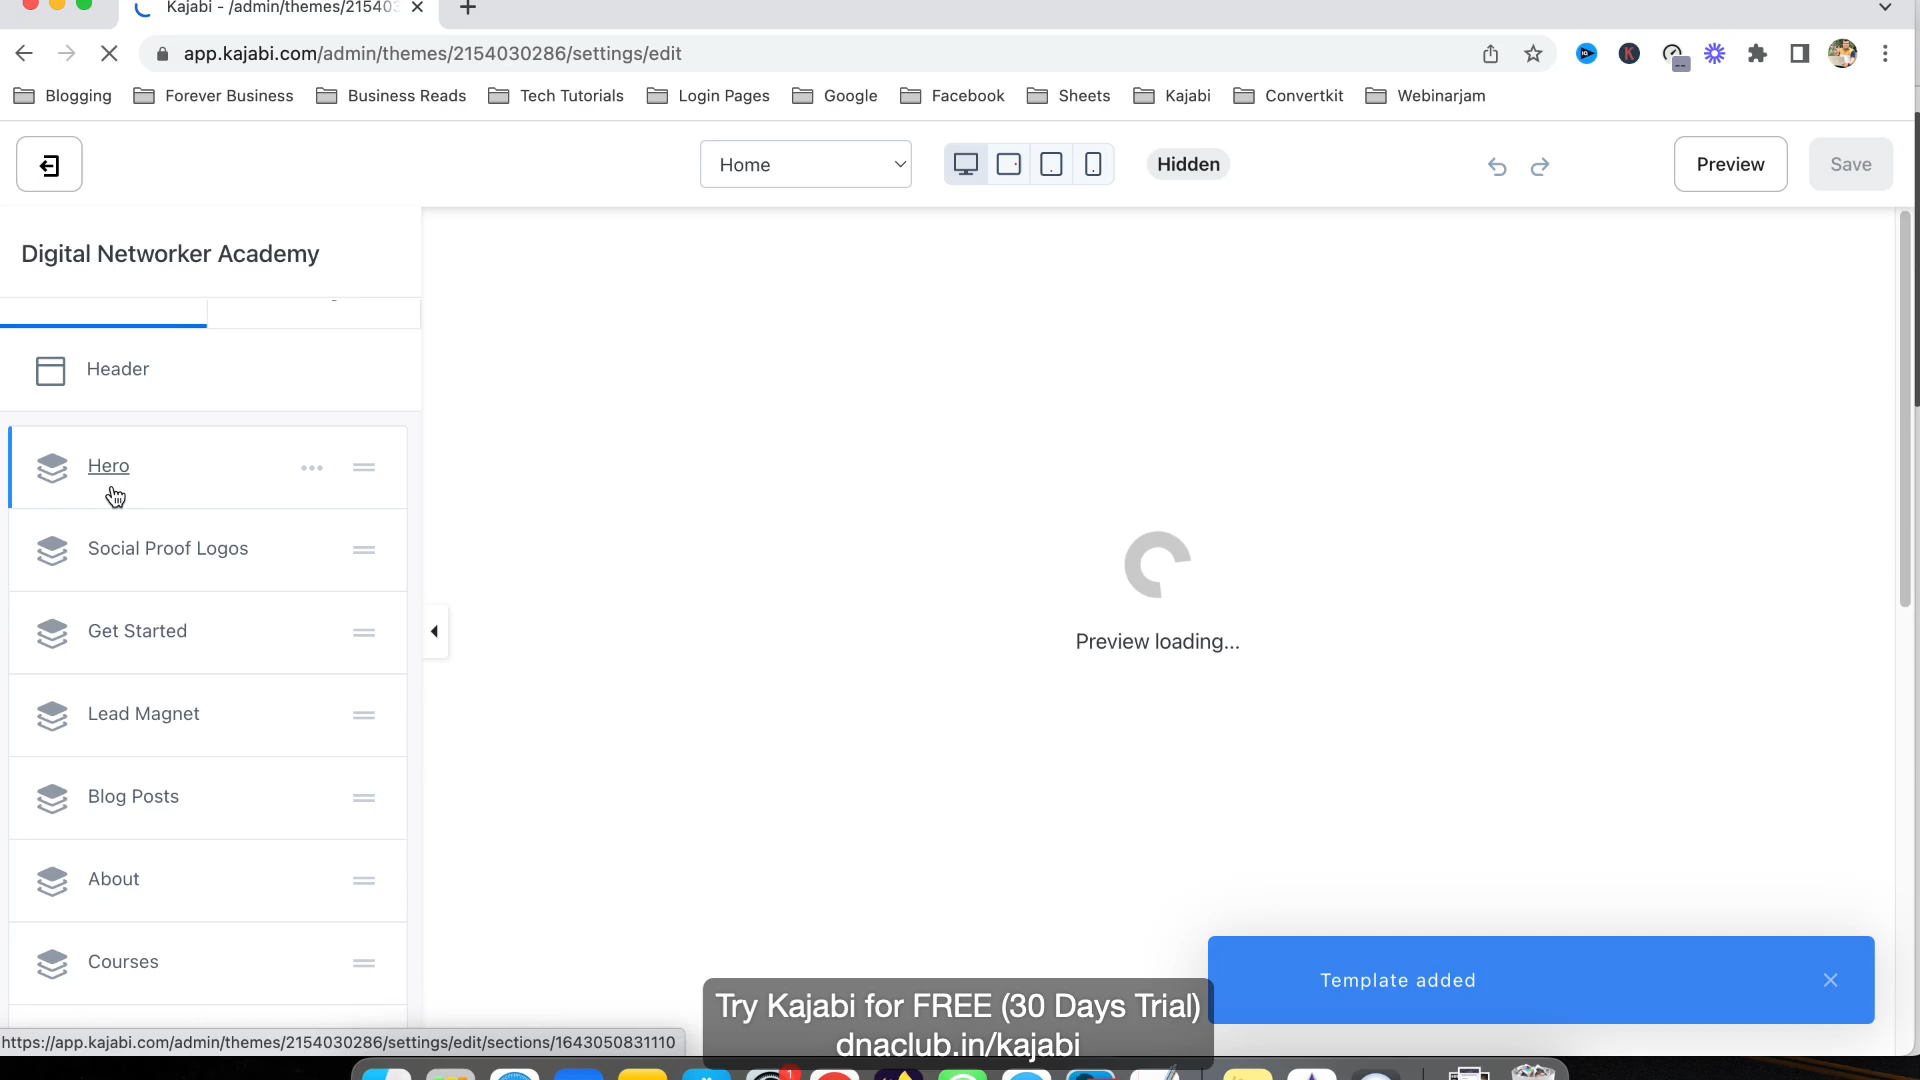 Kajabi - /admin/themes/215403
app.kajabi.com/admin/themes/2154030286/settings/edit
Blogging Forever Business Business Reads Tech Tutorials Login Pages Google Facebook Sheets Kajabi Convertkit Webinarjam
Home Hidden Preview Save
Digital Networker Academy
Header
Hero
Social Proof Logos
Get Started
Lead Magnet
Blog Posts
About
Courses
Preview loading...
Template added
Try Kajabi for FREE (30 Days Trial)
dnaclub.in/kajabi
https://app.kajabi.com/admin/themes/2154030286/settings/edit/sections/1643050831110